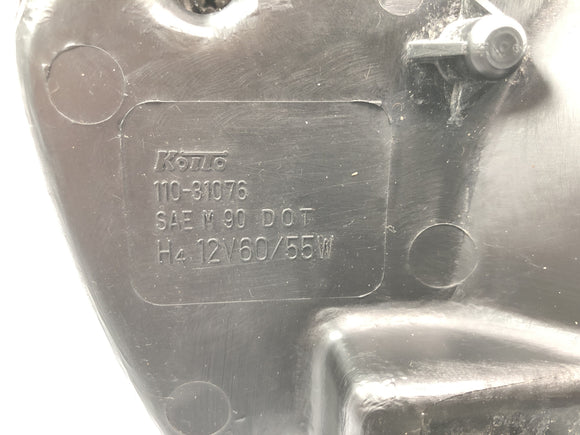 KOITO
110-31076
SAE M 90 DOT
H4 12V60/55W